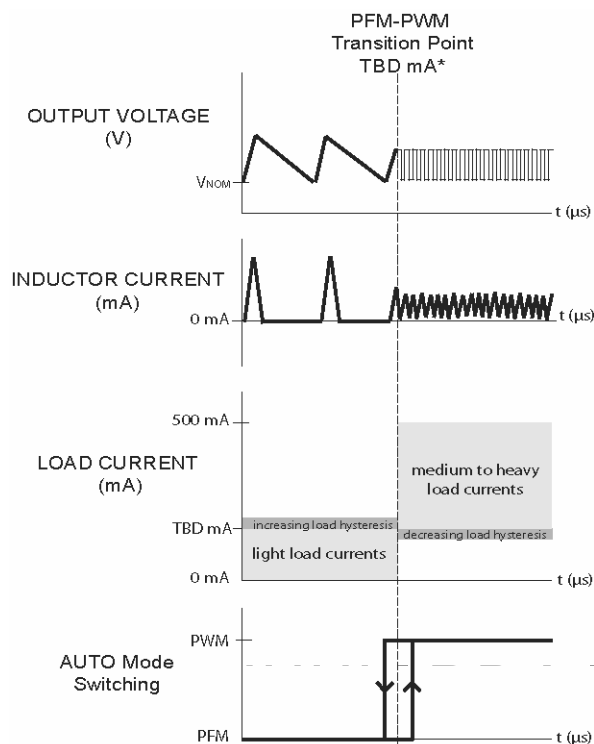 PFM-PWM
Transition Point
TBD mA*
OUTPUT VOLTAGE
(V)
VNOM
t (µs)
INDUCTOR CURRENT
(mA)
0 mA
t (µs)
500 mA
LOAD CURRENT
(mA)
medium to heavy
load currents
TBD mA
increasing load hysteresis
decreasing load hysteresis
light load currents
0 mA
t (µs)
PWM
AUTO Mode
Switching
PFM
t (µs)